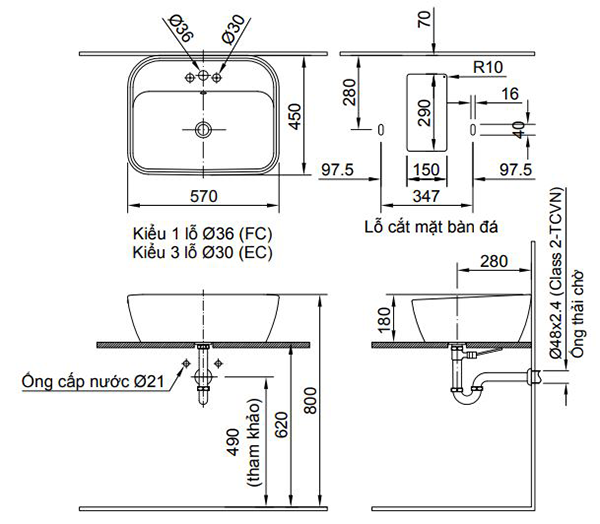 Ø36
Ø30
450
570
Kiểu 1 lỗ Ø36 (FC)
Kiểu 3 lỗ Ø30 (EC)
70
R10
280
290
16
40
97.5
150
97.5
347
Lỗ cắt mặt bàn đá
280
180
Ø48x2.4 (Class 2-TCVN)
Ống thải chờ
Ống cấp nước Ø21
490
(tham khảo)
620
800